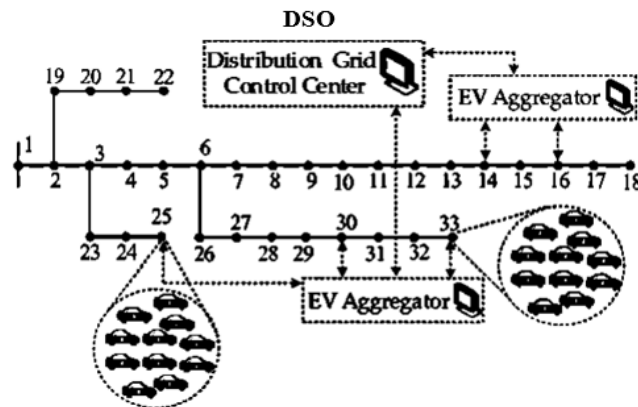 DSO
Distribution Grid
Control Center
EV Aggregator
19 20 21 22
1 3 6
2 4 5 7 8 9 10 11 12 13 14 15 16 17 18
25 27 30 33
23 24 26 28 29 31 32
EV Aggregator